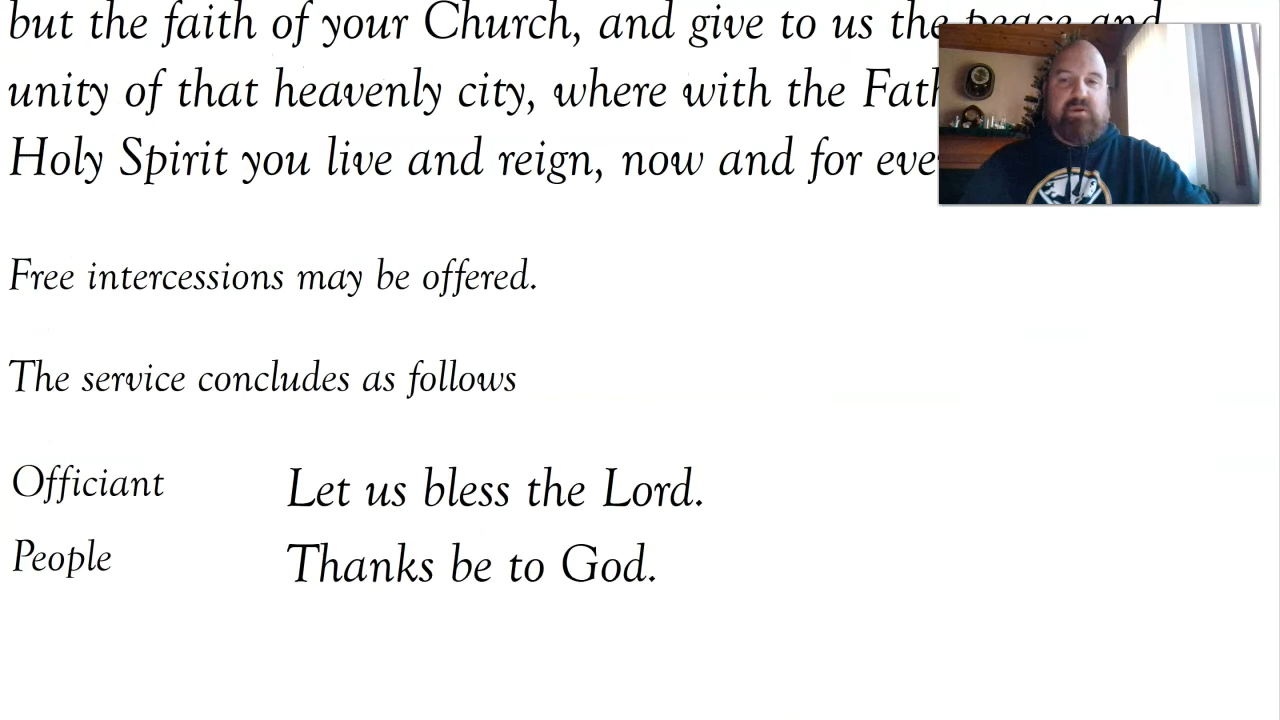 but the faith of your Church, and give to us the peace and
unity of that heavenly city, where with the
Holy Spirit you live and reign, now and for
Free intercessions may be offered.
The service concludes as follows
Officiant Let us bless the Lord.
People Thanks be to God.